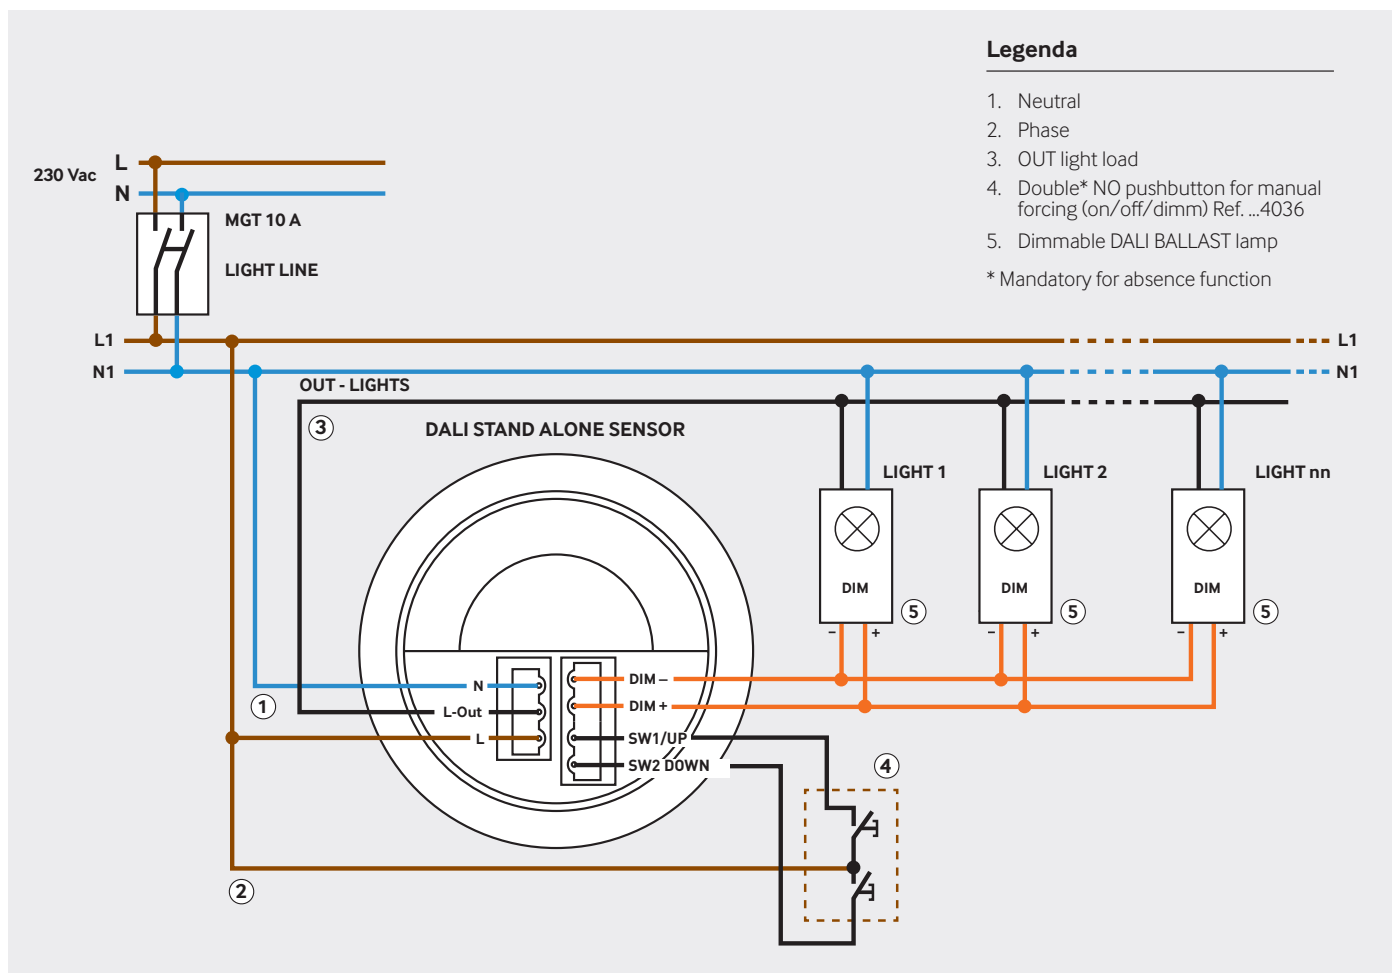 Legenda
1. Neutral
2. Phase
3. OUT light load
4. Double* NO pushbutton for manual
forcing (on/off/dimm) Ref. ...4036
5. Dimmable DALI BALLAST lamp
* Mandatory for absence function
230 Vac
L
N
MGT 10 A
LIGHT LINE
L1
L1
N1
N1
OUT - LIGHTS
3
DALI STAND ALONE SENSOR
LIGHT 1
LIGHT 2
LIGHT nn
DIM
DIM
DIM
5
5
5
− +
− +
− +
N
L-Out
L
DIM −
DIM +
SW1/UP
SW2 DOWN
1
4
2